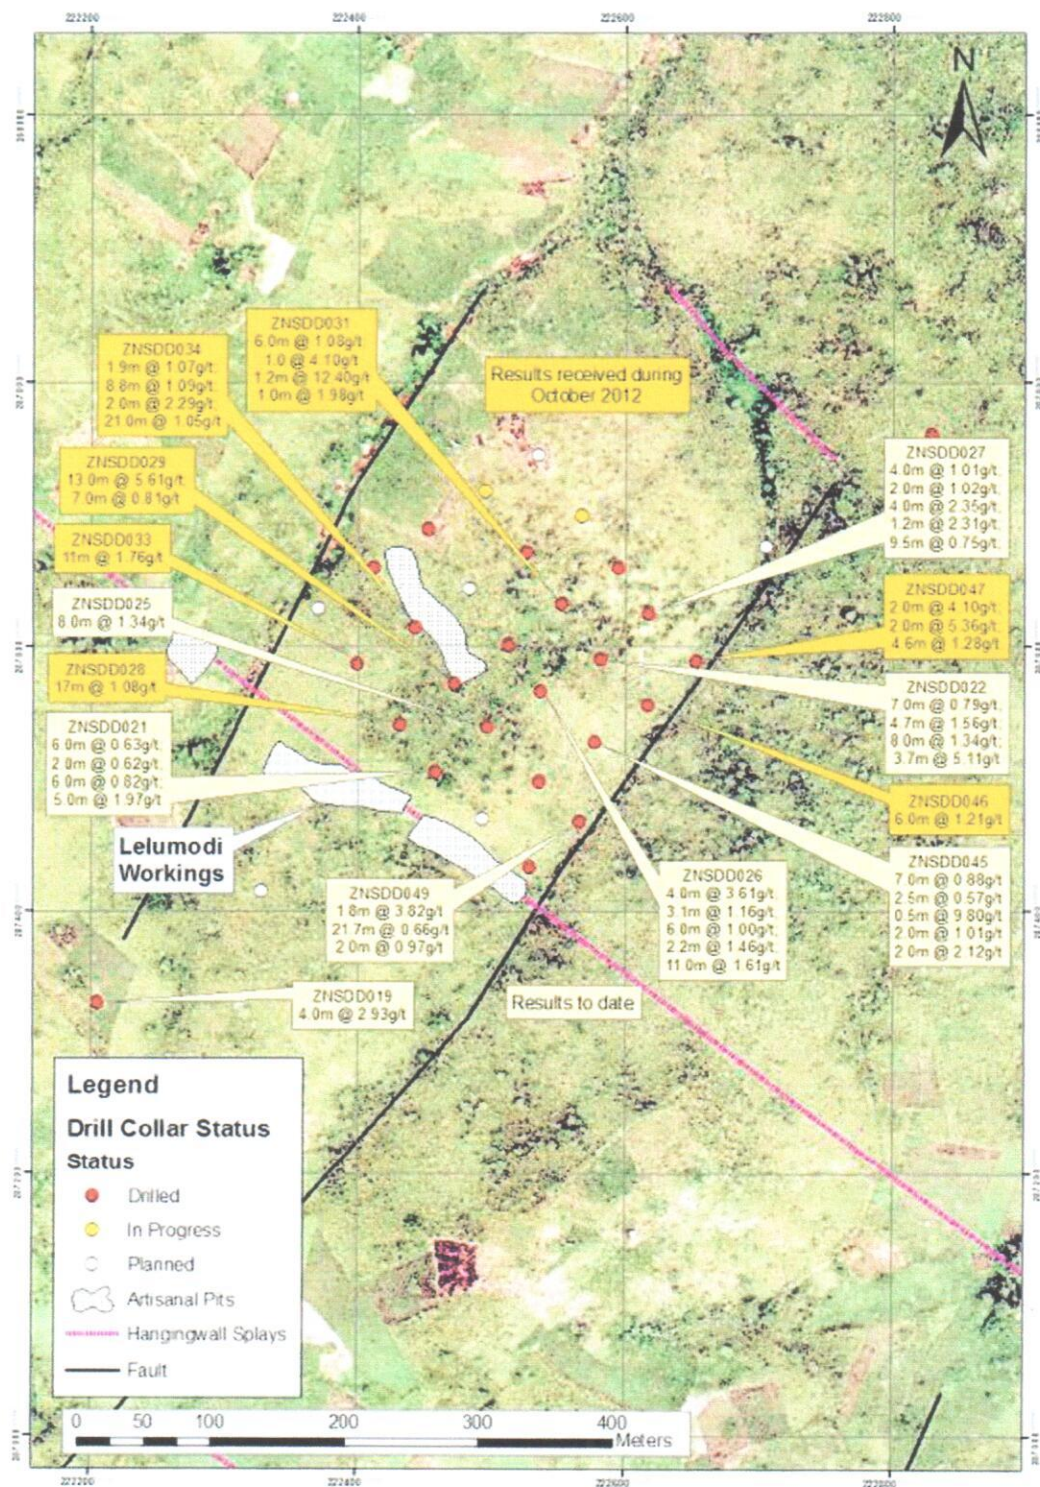 222200 222400 222600 222800
N
ZNSDD031
6.0m @ 1.08g/t
1.0 @ 4.10g/t
1.2m @ 12.40g/t
1.0m @ 1.98g/t
ZNSDD034
1.9m @ 1.07g/t
8.8m @ 1.09g/t
2.0m @ 2.29g/t
21.0m @ 1.05g/t
Results received during
October 2012
ZNSDD029
13.0m @ 5.61g/t
7.0m @ 0.81g/t
ZNSDD027
4.0m @ 1.01g/t
2.0m @ 1.02g/t
4.0m @ 2.35g/t
1.2m @ 2.31g/t
9.5m @ 0.75g/t
ZNSDD033
11m @ 1.76g/t
ZNSDD025
8.0m @ 1.34g/t
ZNSDD047
2.0m @ 4.10g/t
2.0m @ 5.36g/t
4.6m @ 1.28g/t
ZNSDD028
17m @ 1.08g/t
ZNSDD022
7.0m @ 0.79g/t
4.7m @ 1.56g/t
8.0m @ 1.34g/t
3.7m @ 5.11g/t
ZNSDD021
6.0m @ 0.63g/t
2.0m @ 0.62g/t
6.0m @ 0.82g/t
5.0m @ 1.97g/t
ZNSDD046
6.0m @ 1.21g/t
Lelumodi
Workings
ZNSDD049
1.8m @ 3.82g/t
21.7m @ 0.66g/t
2.0m @ 0.97g/t
ZNSDD026
4.0m @ 3.61g/t
3.1m @ 1.16g/t
6.0m @ 1.00g/t
2.2m @ 1.46g/t
11.0m @ 1.61g/t
ZNSDD045
7.0m @ 0.88g/t
2.5m @ 0.57g/t
0.5m @ 9.80g/t
2.0m @ 1.01g/t
2.0m @ 2.12g/t
ZNSDD019
4.0m @ 2.93g/t
Results to date
Legend
Drill Collar Status
Status
Drilled
In Progress
Planned
Artisanal Pits
Hangingwall Splays
Fault
0 50 100 200 300 400
Meters
222200 222400 222600 222800